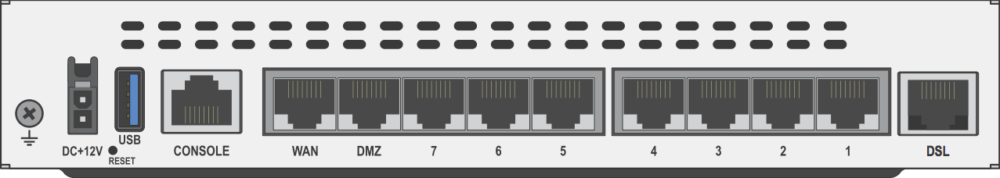 DC+12V
USB
RESET
CONSOLE
WAN
DMZ
7
6
5
4
3
2
1
DSL